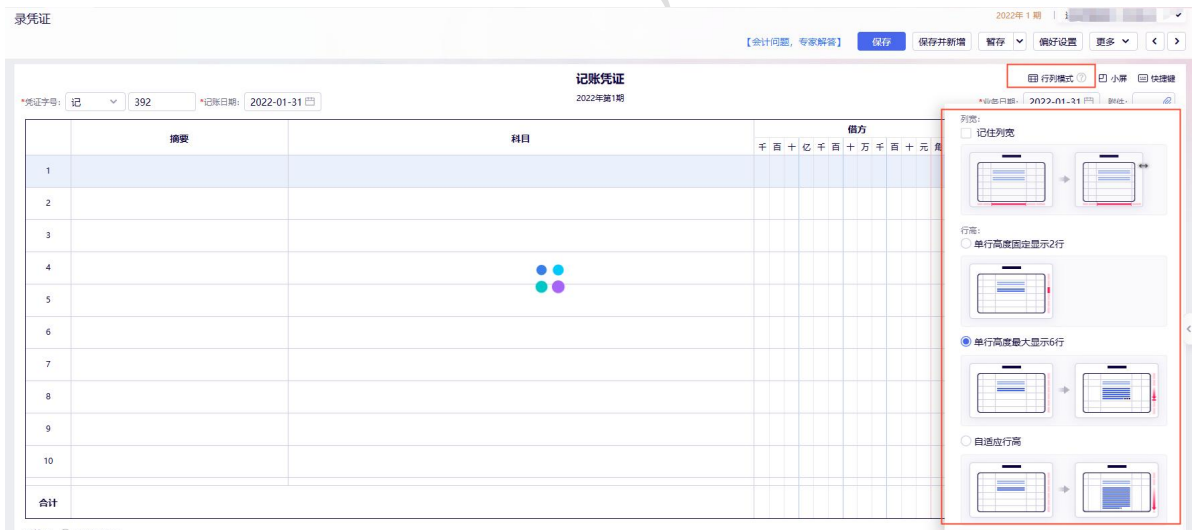 录凭证
2022年1期
【会计问题，专家解答】 保存 保存并新增 暂存 偏好设置 更多
记账凭证
行列模式 小屏 快捷键
*凭证字号: 记 392 *记账日期: 2022-01-31 2022年第1期 *业务日期: 2022-01-31 附件:
摘要 科目 借方
千 百 十 亿 千 百 十 万 千 百 十 元 角
1
2
3
4
5
6
7
8
9
10
合计
列宽:
记住列宽
行高:
单行高度固定显示2行
单行高度最大显示6行
自适应行高